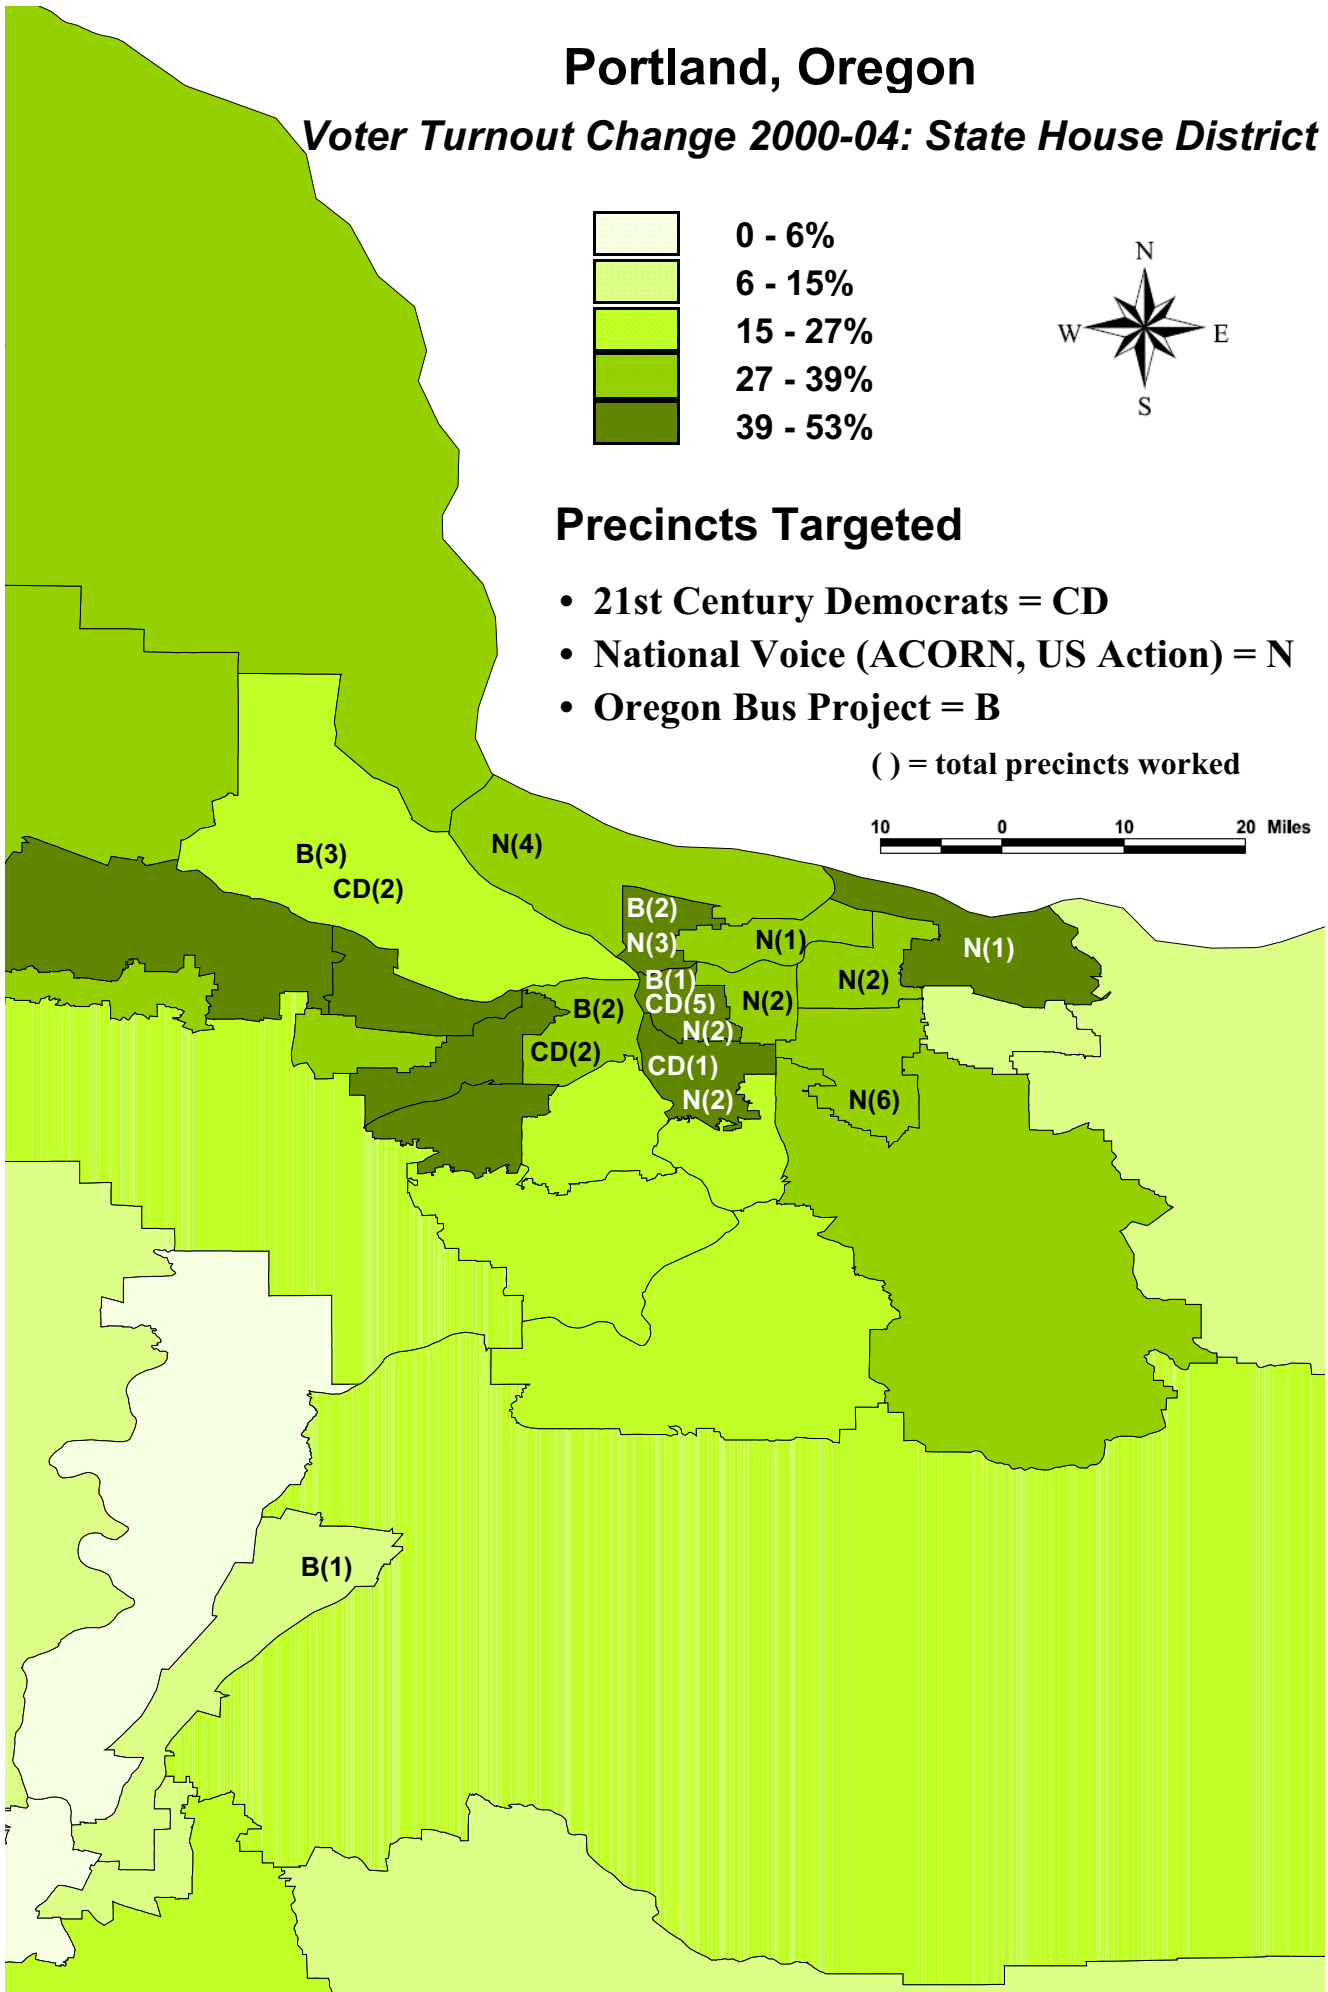 Portland, Oregon
Voter Turnout Change 2000-04: State House District
0 - 6%
6 - 15%
15 - 27%
27 - 39%
39 - 53%
N
W E
S
Precincts Targeted
• 21st Century Democrats = CD
• National Voice (ACORN, US Action) = N
• Oregon Bus Project = B
( ) = total precincts worked
10 0 10 20 Miles
B(3)
CD(2)
N(4)
B(2)
N(3)
N(1)
N(1)
B(1)
CD(5)
N(2)
N(2)
N(2)
B(2)
CD(2)
CD(1)
N(2)
N(6)
B(1)